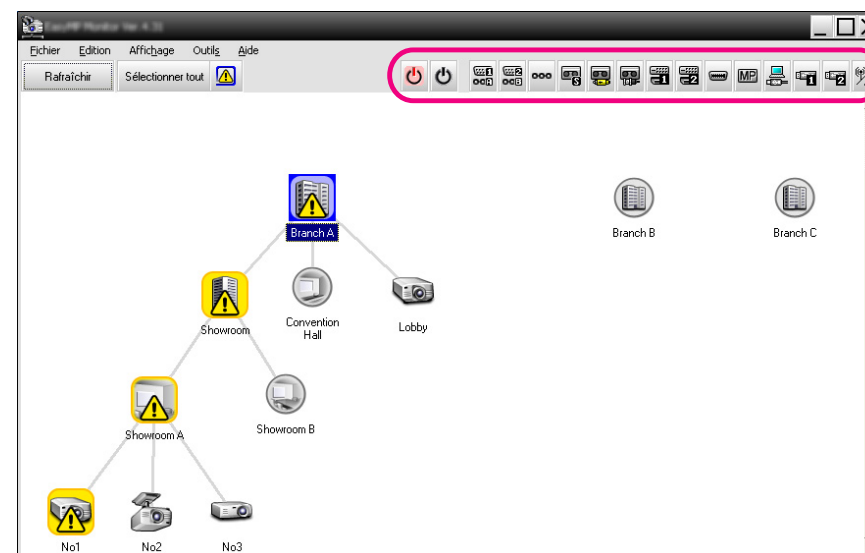 EasyMP Monitor Ver. 4.31
Fichier Edition Affichage Outils Aide
Rafraîchir Sélectionner tout
MP
Branch A
Branch B
Branch C
Showroom
Convention
Hall
Lobby
Showroom A
Showroom B
No1
No2
No3